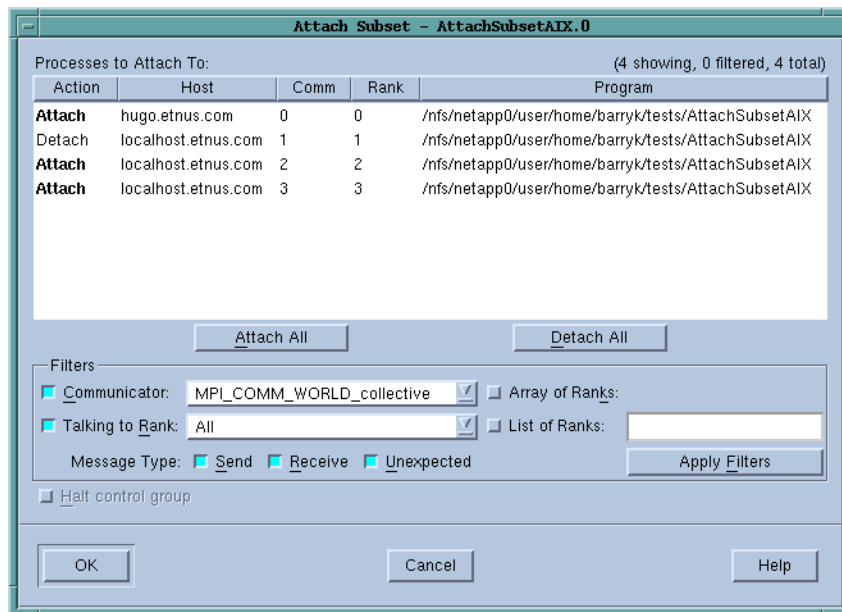 Attach Subset - AttachSubsetAIX.0
Processes to Attach To: (4 showing, 0 filtered, 4 total)
Action Host Comm Rank Program
Attach hugo.etnus.com 0 0 /nfs/netapp0/user/home/barryk/tests/AttachSubsetAIX
Detach localhost.etnus.com 1 1 /nfs/netapp0/user/home/barryk/tests/AttachSubsetAIX
Attach localhost.etnus.com 2 2 /nfs/netapp0/user/home/barryk/tests/AttachSubsetAIX
Attach localhost.etnus.com 3 3 /nfs/netapp0/user/home/barryk/tests/AttachSubsetAIX
Attach All Detach All
Filters
Communicator: MPI_COMM_WORLD_collective Array of Ranks:
Talking to Rank: All List of Ranks:
Message Type: Send Receive Unexpected Apply Filters
Halt control group
OK Cancel Help